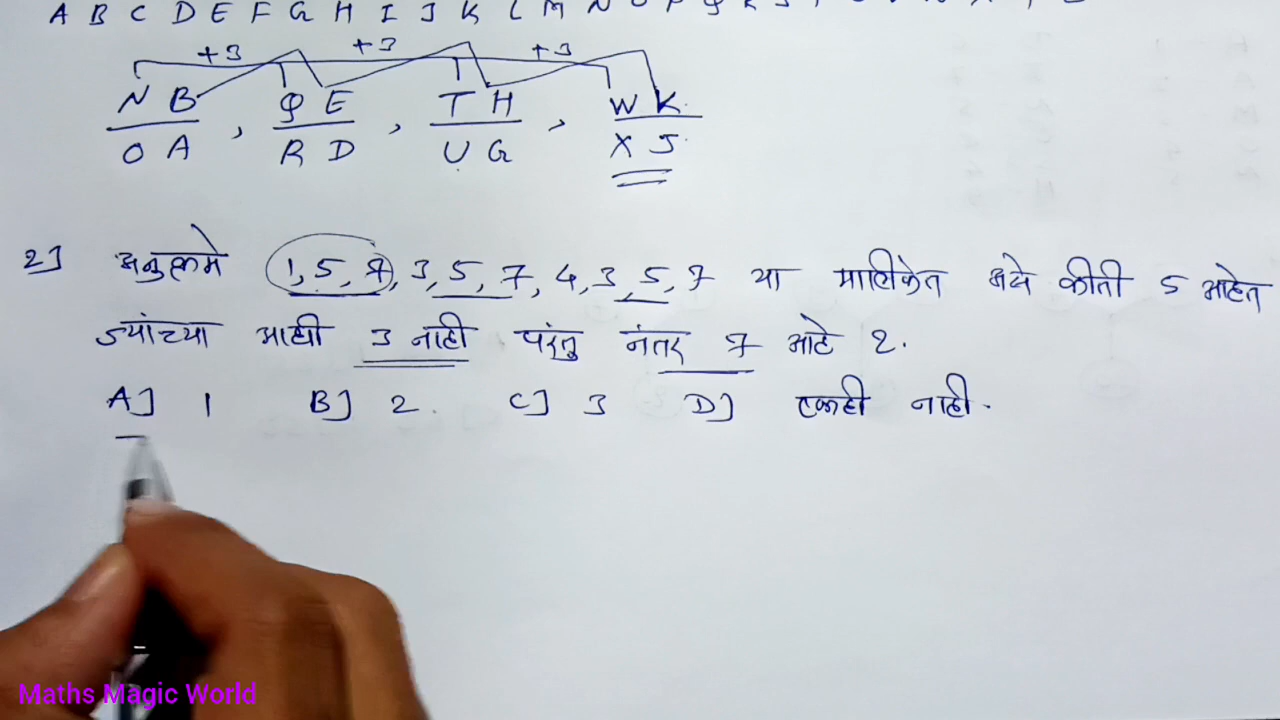 A B C D E F G H I J K L M N O P Q R S
+3 +3 +3
N B , Q E , T H , W K
O A R D U G X J
2] अनुक्रमे 1, 5, 7, 3, 5, 7, 4, 3, 5, 7 या मालिकेत असे कीती 5 आहेत
ज्यांच्या आधी 3 नाही परंतु नंतर 7 आहे ?.
A] 1 B] 2. C] 3 D] एकही नाही.
Maths Magic World